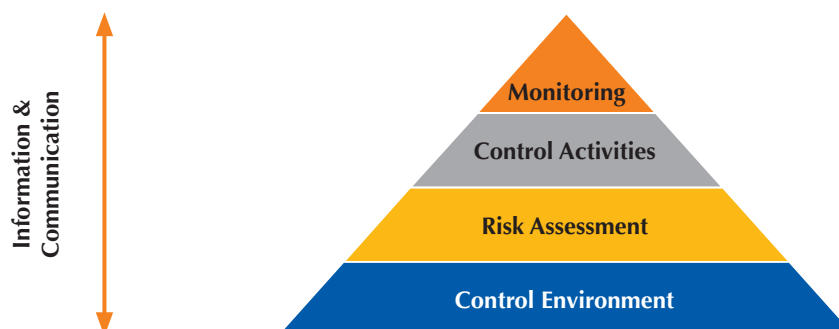 Information &
Communication
Monitoring
Control Activities
Risk Assessment
Control Environment